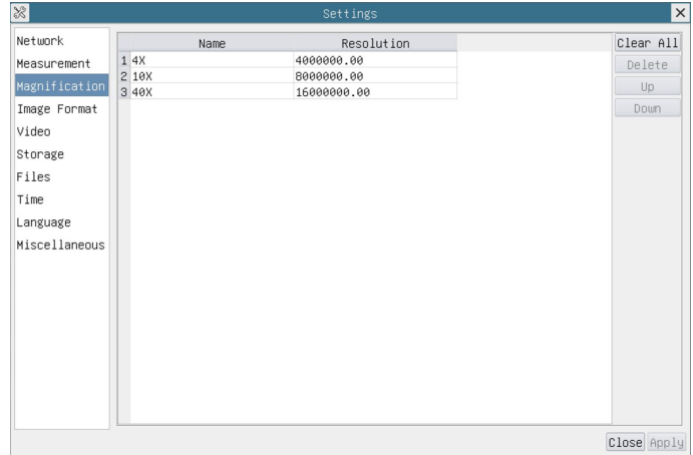 Settings
Network
Measurement
Magnification
Image Format
Video
Storage
Files
Time
Language
Miscellaneous
Name Resolution
1 4X 4000000.00
2 10X 8000000.00
3 40X 16000000.00
Clear All
Delete
Up
Down
Close Apply